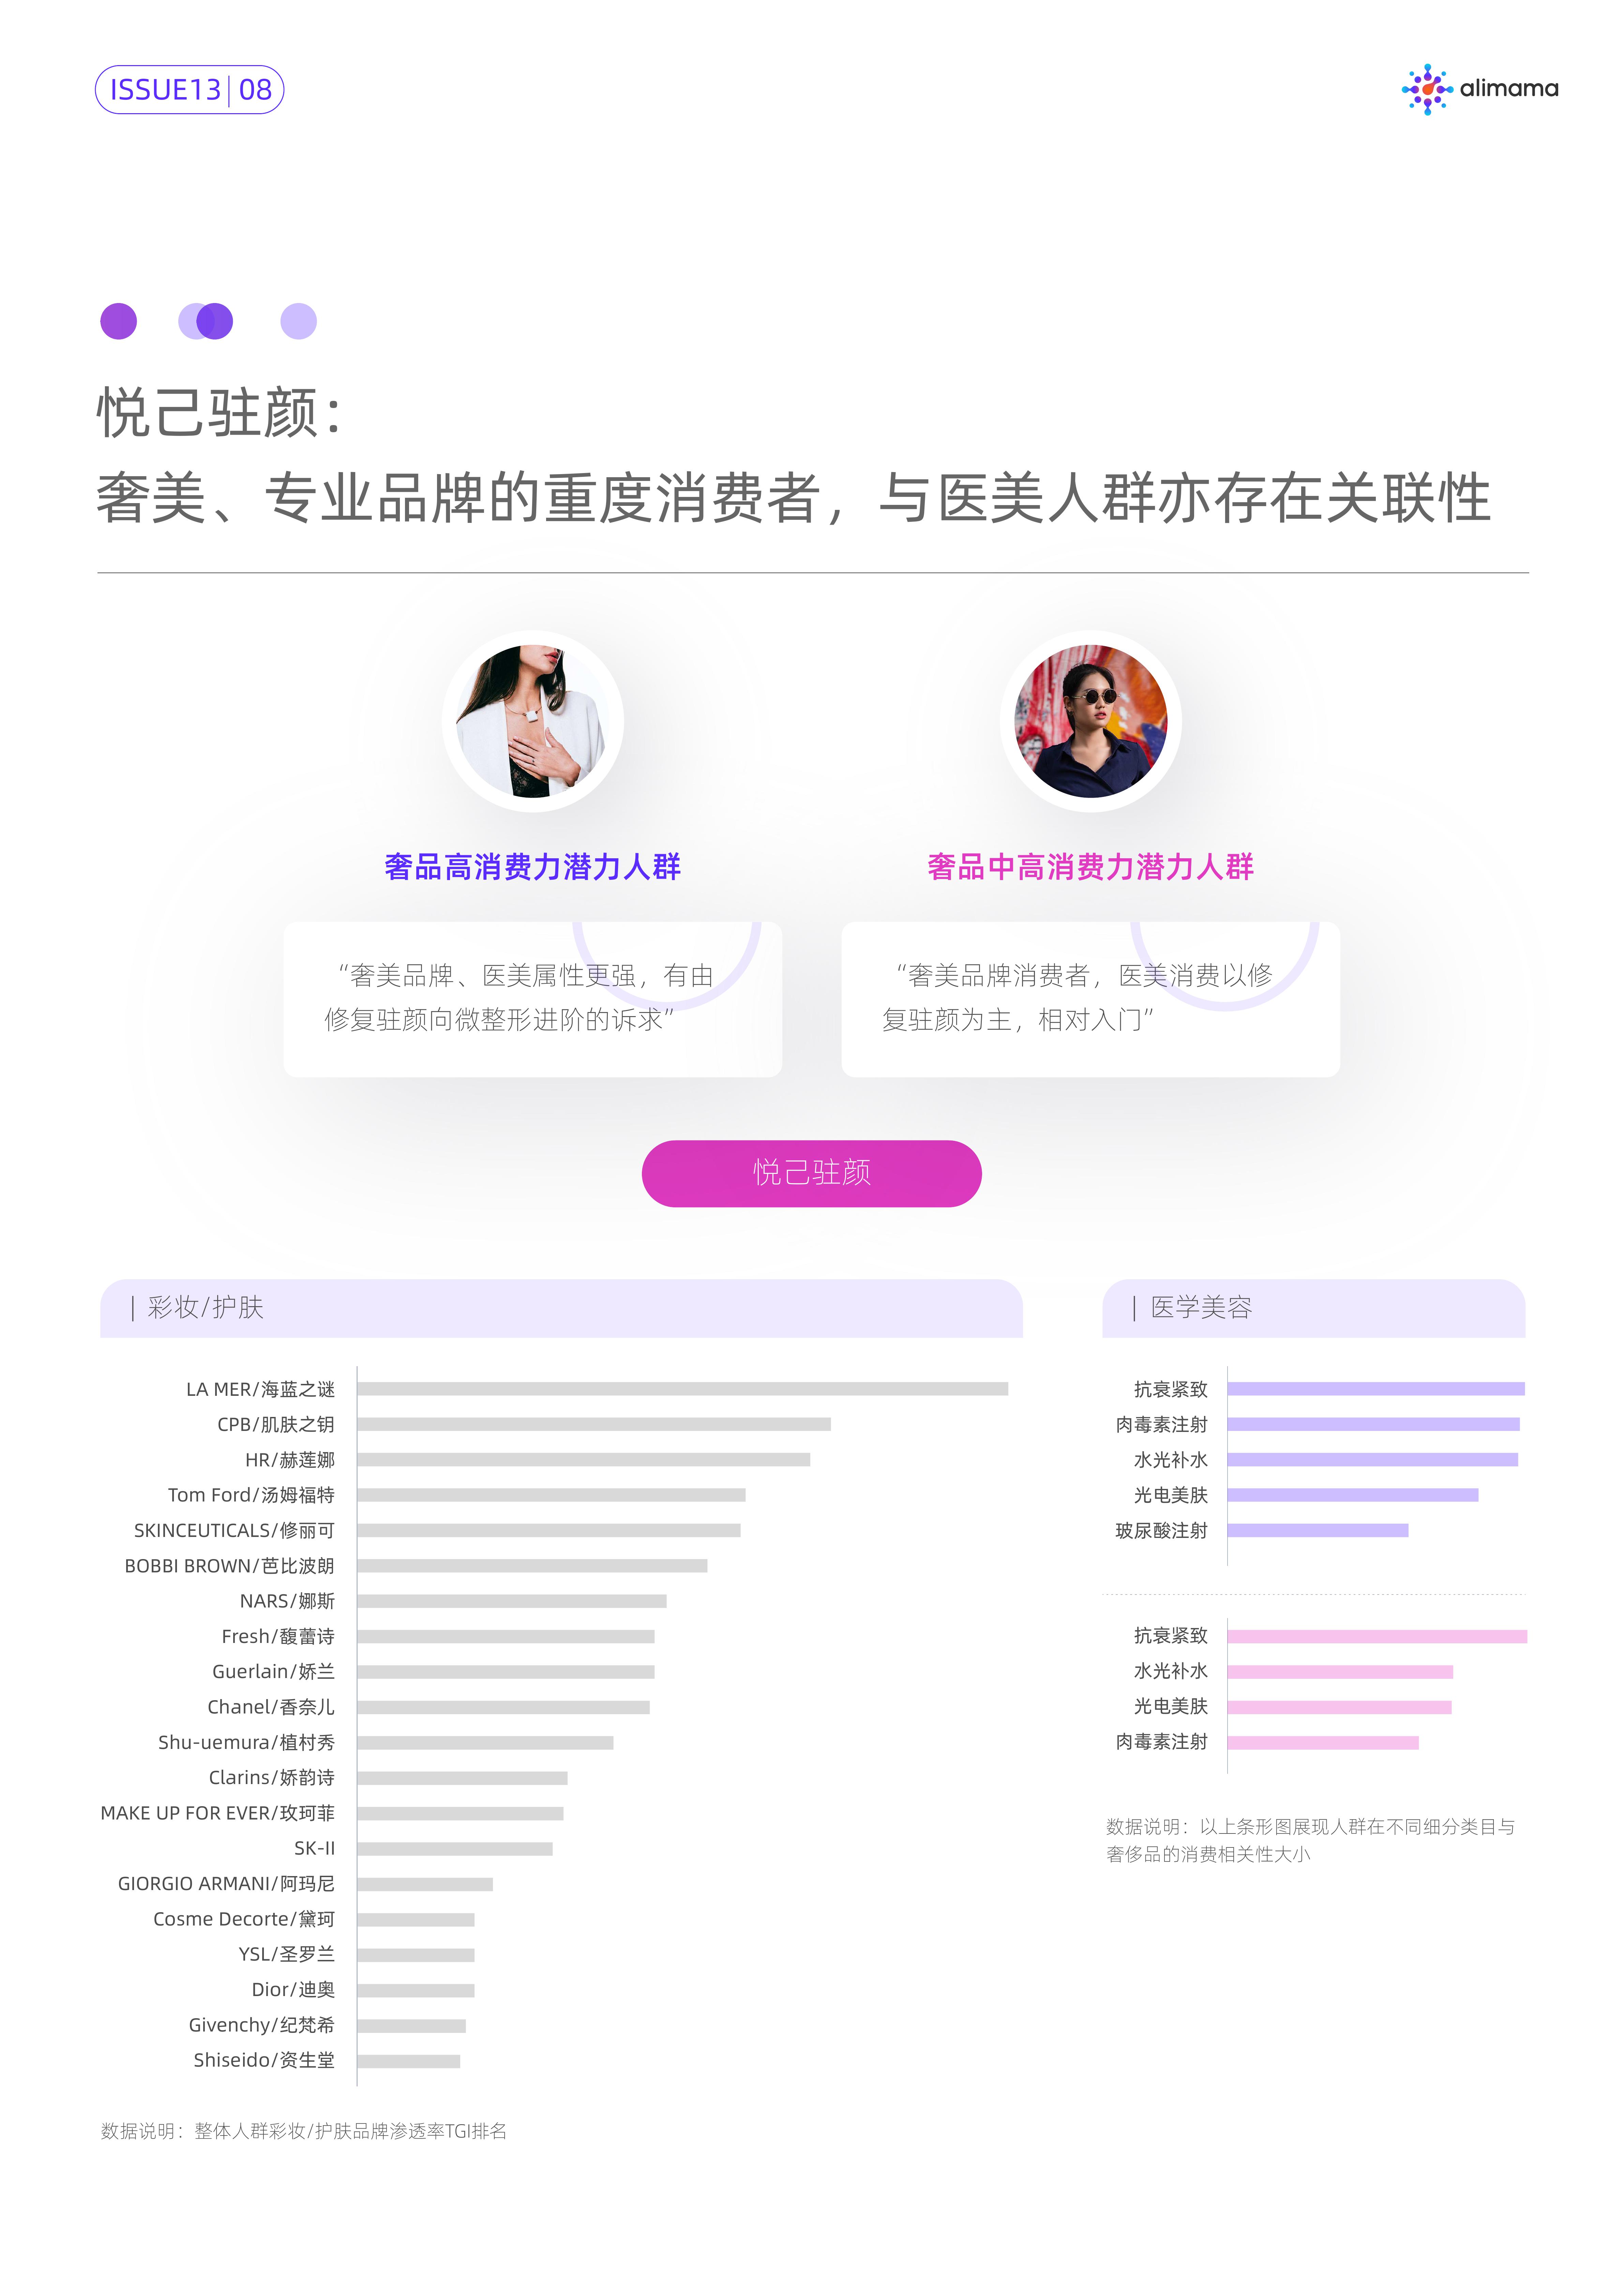 ISSUE13|08
alimama
悦己驻颜：
奢美、专业品牌的重度消费者，与医美人群亦存在关联性
奢品高消费力潜力人群
“奢美品牌、医美属性更强，有由
修复驻颜向微整形进阶的诉求”
奢品中高消费力潜力人群
“奢美品牌消费者，医美消费以修
复驻颜为主，相对入门”
悦己驻颜
| 彩妆/护肤
LA MER/海蓝之谜
CPB/肌肤之钥
HR/赫莲娜
Tom Ford/汤姆福特
SKINCEUTICALS/修丽可
BOBBI BROWN/芭比波朗
NARS/娜斯
Fresh/馥蕾诗
Guerlain/娇兰
Chanel/香奈儿
Shu-uemura/植村秀
Clarins/娇韵诗
MAKE UP FOR EVER/玫珂菲
SK-II
GIORGIO ARMANI/阿玛尼
Cosme Decorte/黛珂
YSL/圣罗兰
Dior/迪奥
Givenchy/纪梵希
Shiseido/资生堂
数据说明：整体人群彩妆/护肤品牌渗透率TGI排名
| 医学美容
抗衰紧致
肉毒素注射
水光补水
光电美肤
玻尿酸注射
抗衰紧致
水光补水
光电美肤
肉毒素注射
数据说明：以上条形图展现人群在不同细分类目与
奢侈品的消费相关性大小